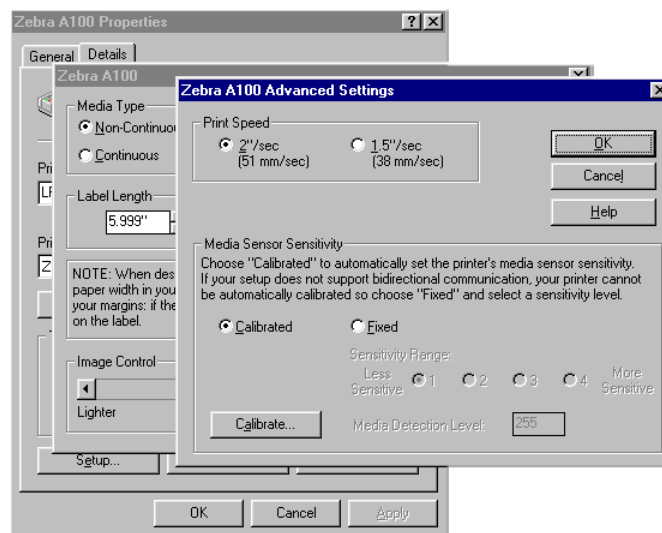 Zebra A100 Properties
General Details
Zebra A100
Zebra A100 Advanced Settings
Media Type
Non-Continuou
Continuous
Label Length
5.999"
NOTE: When des
paper width in you
your margins: if the
on the label.
Image Control
Lighter
Setup...
OK Cancel Apply
Print Speed
2"/sec 1.5"/sec
(51 mm/sec) (38 mm/sec)
OK
Cancel
Help
Media Sensor Sensitivity
Choose "Calibrated" to automatically set the printer's media sensor sensitivity.
If your setup does not support bidirectional communication, your printer cannot
be automatically calibrated so choose "Fixed" and select a sensitivity level.
Calibrated Fixed
Sensitivity Range:
Less More
Sensitive 1 2 3 4 Sensitive
Calibrate... Media Detection Level: 255